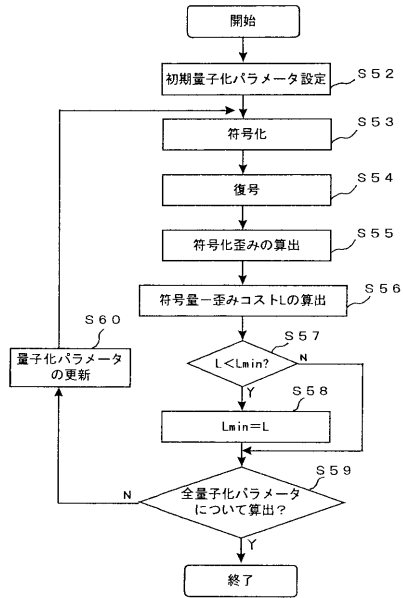 開始
初期量子化パラメータ設定
S52
符号化
S53
復号
S54
符号化歪みの算出
S55
符号量－歪みコストLの算出
S56
L＜Lmin?
S57
N
Y
Lmin＝L
S58
量子化パラメータ
の更新
S60
全量子化パラメータ
について算出？
S59
N
Y
終了